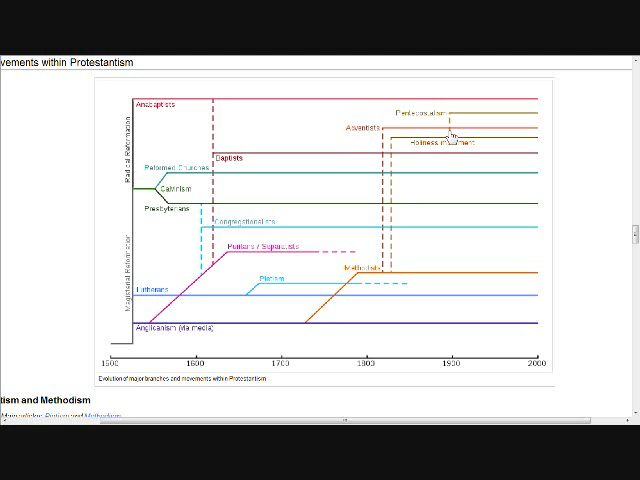 vements within Protestantism
Anabaptists
Pentecostalism
Adventists
Holiness
Baptists
Reformed Churches
Calvinism
Presbyterians
Congregationalists
Puritans / Separatists
Methodists
Pietism
Lutherans
Anglicanism (via media)
Radical Reformation
Magisterial Reformation
1500 1600 1700 1800 1900 2000
Evolution of major branches and movements within Protestantism
tism and Methodism